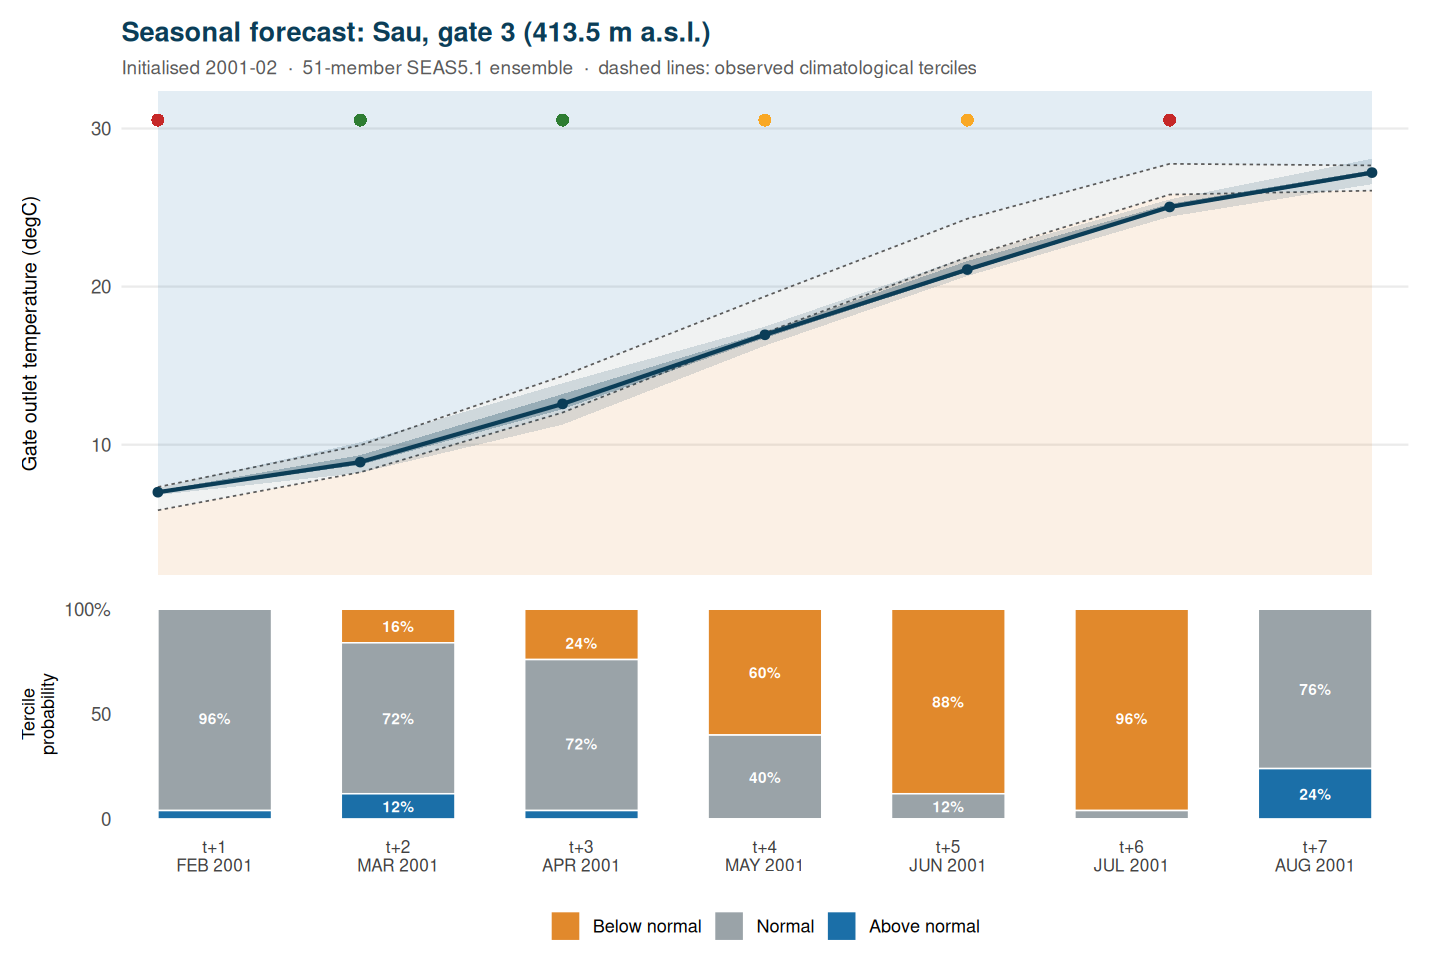 Seasonal forecast: Sau, gate 3 (413.5 m a.s.l.)
Initialised 2001-02 · 51-member SEAS5.1 ensemble · dashed lines: observed climatological terciles
Gate outlet temperature (degC)
30
20
10
Tercile
probability
100%
50
0
16%
24%
60%
88%
96%
76%
96%
72%
72%
40%
12%
24%
12%
t+1
FEB 2001
t+2
MAR 2001
t+3
APR 2001
t+4
MAY 2001
t+5
JUN 2001
t+6
JUL 2001
t+7
AUG 2001
Below normal
Normal
Above normal